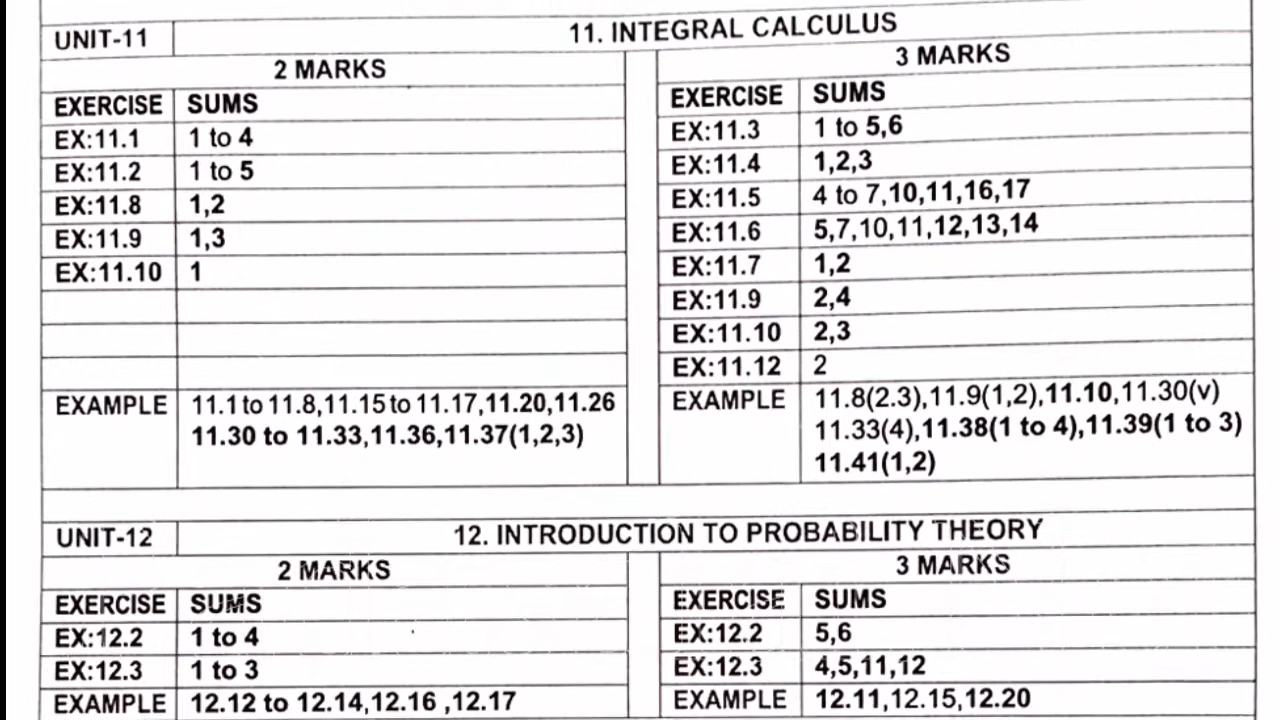 UNIT-11 11. INTEGRAL CALCULUS
2 MARKS 3 MARKS
EXERCISE SUMS EXERCISE SUMS
EX:11.1 1 to 4 EX:11.3 1 to 5,6
EX:11.2 1 to 5 EX:11.4 1,2,3
EX:11.8 1,2 EX:11.5 4 to 7,10,11,16,17
EX:11.9 1,3 EX:11.6 5,7,10,11,12,13,14
EX:11.10 1 EX:11.7 1,2
EX:11.9 2,4
EX:11.10 2,3
EX:11.12 2
EXAMPLE 11.1 to 11.8,11.15 to 11.17,11.20,11.26 EXAMPLE 11.8(2.3),11.9(1,2),11.10,11.30(v)
11.30 to 11.33,11.36,11.37(1,2,3) 11.33(4),11.38(1 to 4),11.39(1 to 3)
11.41(1,2)
UNIT-12 12. INTRODUCTION TO PROBABILITY THEORY
2 MARKS 3 MARKS
EXERCISE SUMS EXERCISE SUMS
EX:12.2 1 to 4 EX:12.2 5,6
EX:12.3 1 to 3 EX:12.3 4,5,11,12
EXAMPLE 12.12 to 12.14,12.16 ,12.17 EXAMPLE 12.11,12.15,12.20